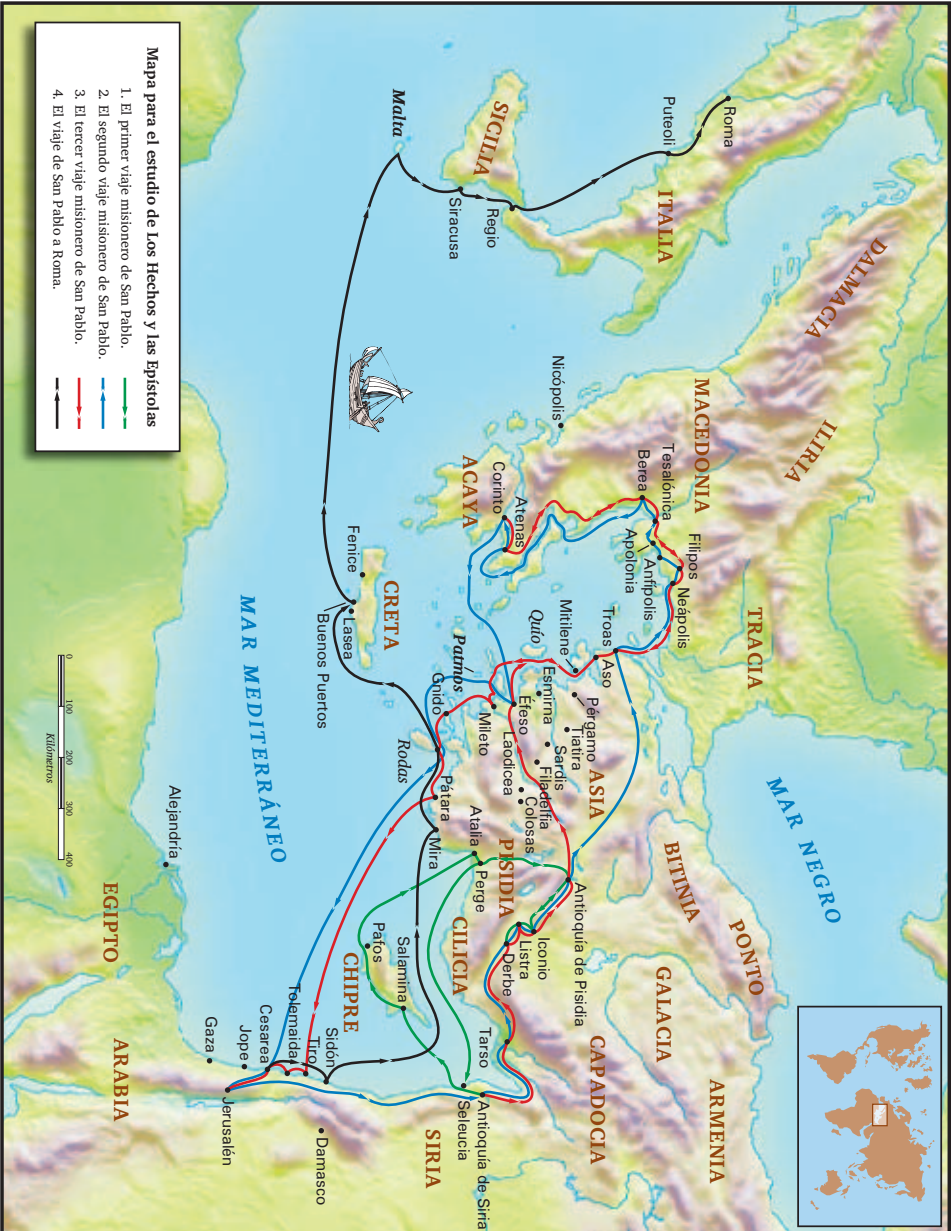 Mapa para el estudio de Los Hechos y las Epístolas
1. El primer viaje misionero de San Pablo.
2. El segundo viaje misionero de San Pablo.
3. El tercer viaje misionero de San Pablo.
4. El viaje de San Pablo a Roma.
Roma
Puteoli
ITALIA
SICILIA
Regio
Siracusa
Malta
DALMACIA
ILIRIA
MACEDONIA
TRACIA
Nicópolis
Tesalónica
Berea
Filipos
Neápolis
Anfípolis
Apolonia
ACAYA
Corinto
Atenas
CRETA
Fenice
Lasea
Buenos Puertos
MAR MEDITERRÁNEO
MAR NEGRO
Troas
Aso
Mitilene
Quío
Pérgamo
Tiatira
Esmirna
Sardis
Filadelfia
ASIA
Éfeso
Laodicea
Colosas
Patmos
Mileto
Gnido
Rodas
Pátara
Mira
Atalia
Perge
PISIDIA
BITINIA
PONTO
GALACIA
CAPADOCIA
ARMENIA
Antioquía de Pisidia
Iconio
Listra
Derbe
CILICIA
Tarso
Antioquía de Siria
Seleucia
SIRIA
CHIPRE
Salamina
Pafos
Sidón
Tiro
Tolemaida
Cesarea
Jope
Gaza
Jerusalén
Damasco
ARABIA
EGIPTO
Alejandría
0 100 200 300 400
Kilómetros